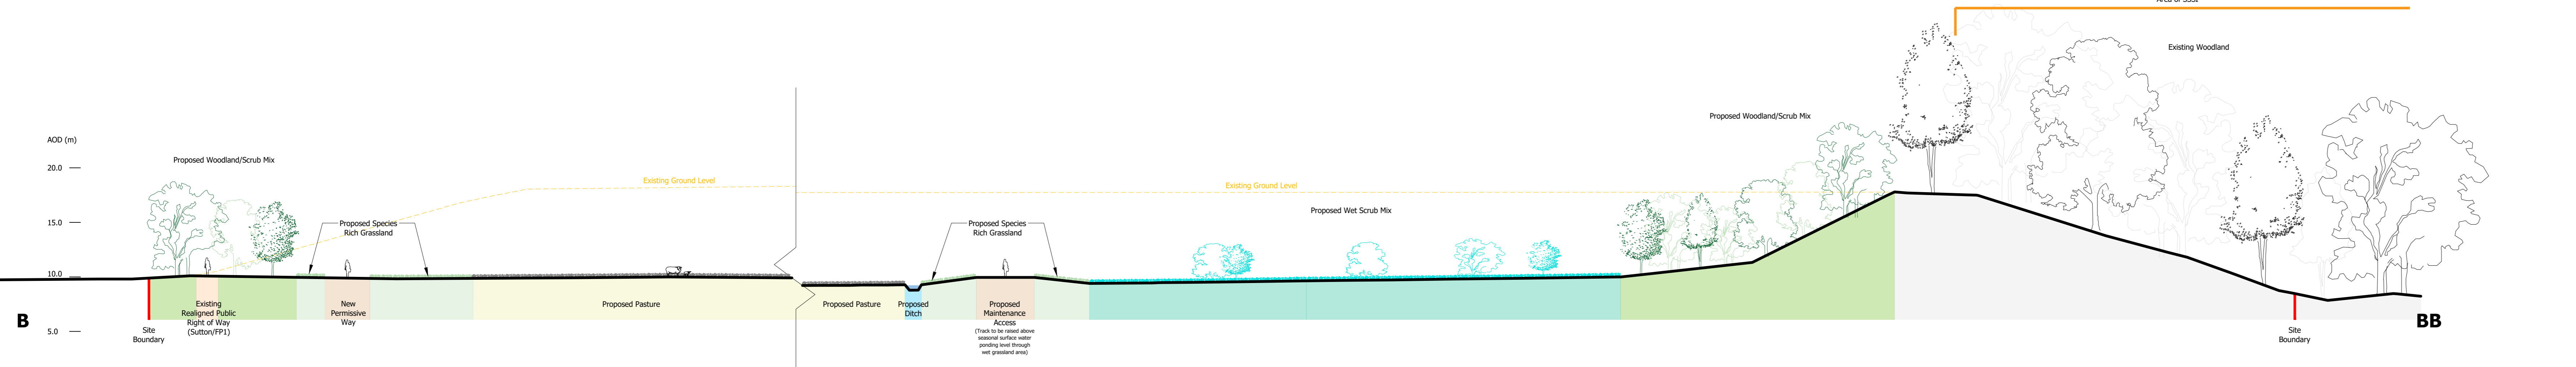 Area of SSSI
Existing Woodland
Proposed Woodland/Scrub Mix
AOD (m)
Proposed Woodland/Scrub Mix
20.0
Existing Ground Level
Existing Ground Level
Proposed Wet Scrub Mix
15.0
Proposed Species
Rich Grassland
Proposed Species
Rich Grassland
10.0
Existing
Realigned Public
Right of Way
(Sutton/FP1)
New
Permissive
Way
Proposed Pasture
Proposed Pasture
Proposed
Ditch
Proposed
Maintenance
Access
(Track to be raised above
seasonal surface water
ponding level through
wet grassland area)
B
5.0
Site
Boundary
Site
Boundary
BB